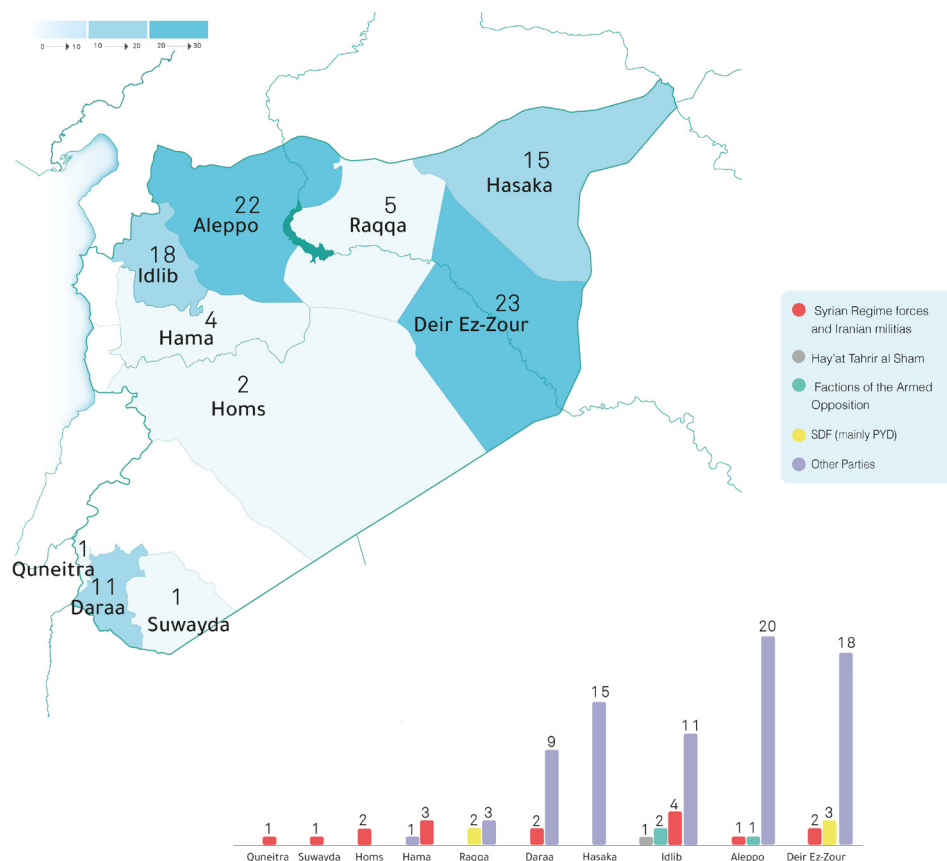 0 10 10 20 20 30
15
Hasaka
22
Aleppo
5
Raqqa
18
Idlib
23
Deir Ez-Zour
4
Hama
2
Homs
1
Quneitra
11
Daraa
1
Suwayda
Syrian Regime forces
and Iranian militias
Hay'at Tahrir al Sham
Factions of the Armed
Opposition
SDF (mainly PYD)
Other Parties
1 1 2 1 3 2 3 2 9 15 1 2 4 11 1 1 20 2 3 18
Quneitra Suwayda Homs Hama Raqqa Daraa Hasaka Idlib Aleppo Deir Ez-Zour